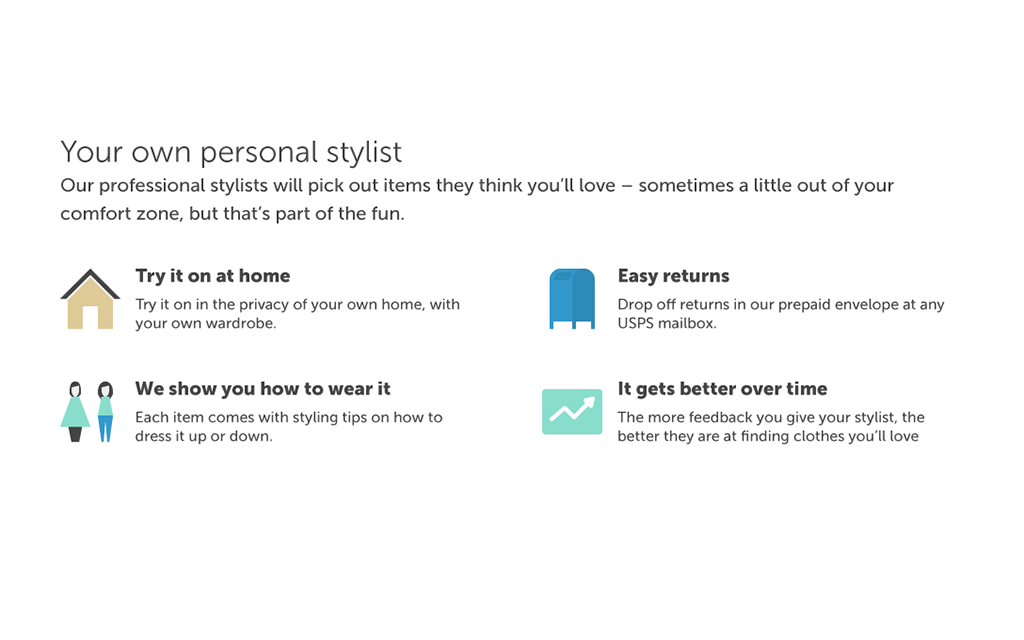 Your own personal stylist
Our professional stylists will pick out items they think you’ll love – sometimes a little out of your
comfort zone, but that’s part of the fun.
Try it on at home
Try it on in the privacy of your own home, with
your own wardrobe.
Easy returns
Drop off returns in our prepaid envelope at any
USPS mailbox.
We show you how to wear it
Each item comes with styling tips on how to
dress it up or down.
It gets better over time
The more feedback you give your stylist, the
better they are at finding clothes you’ll love